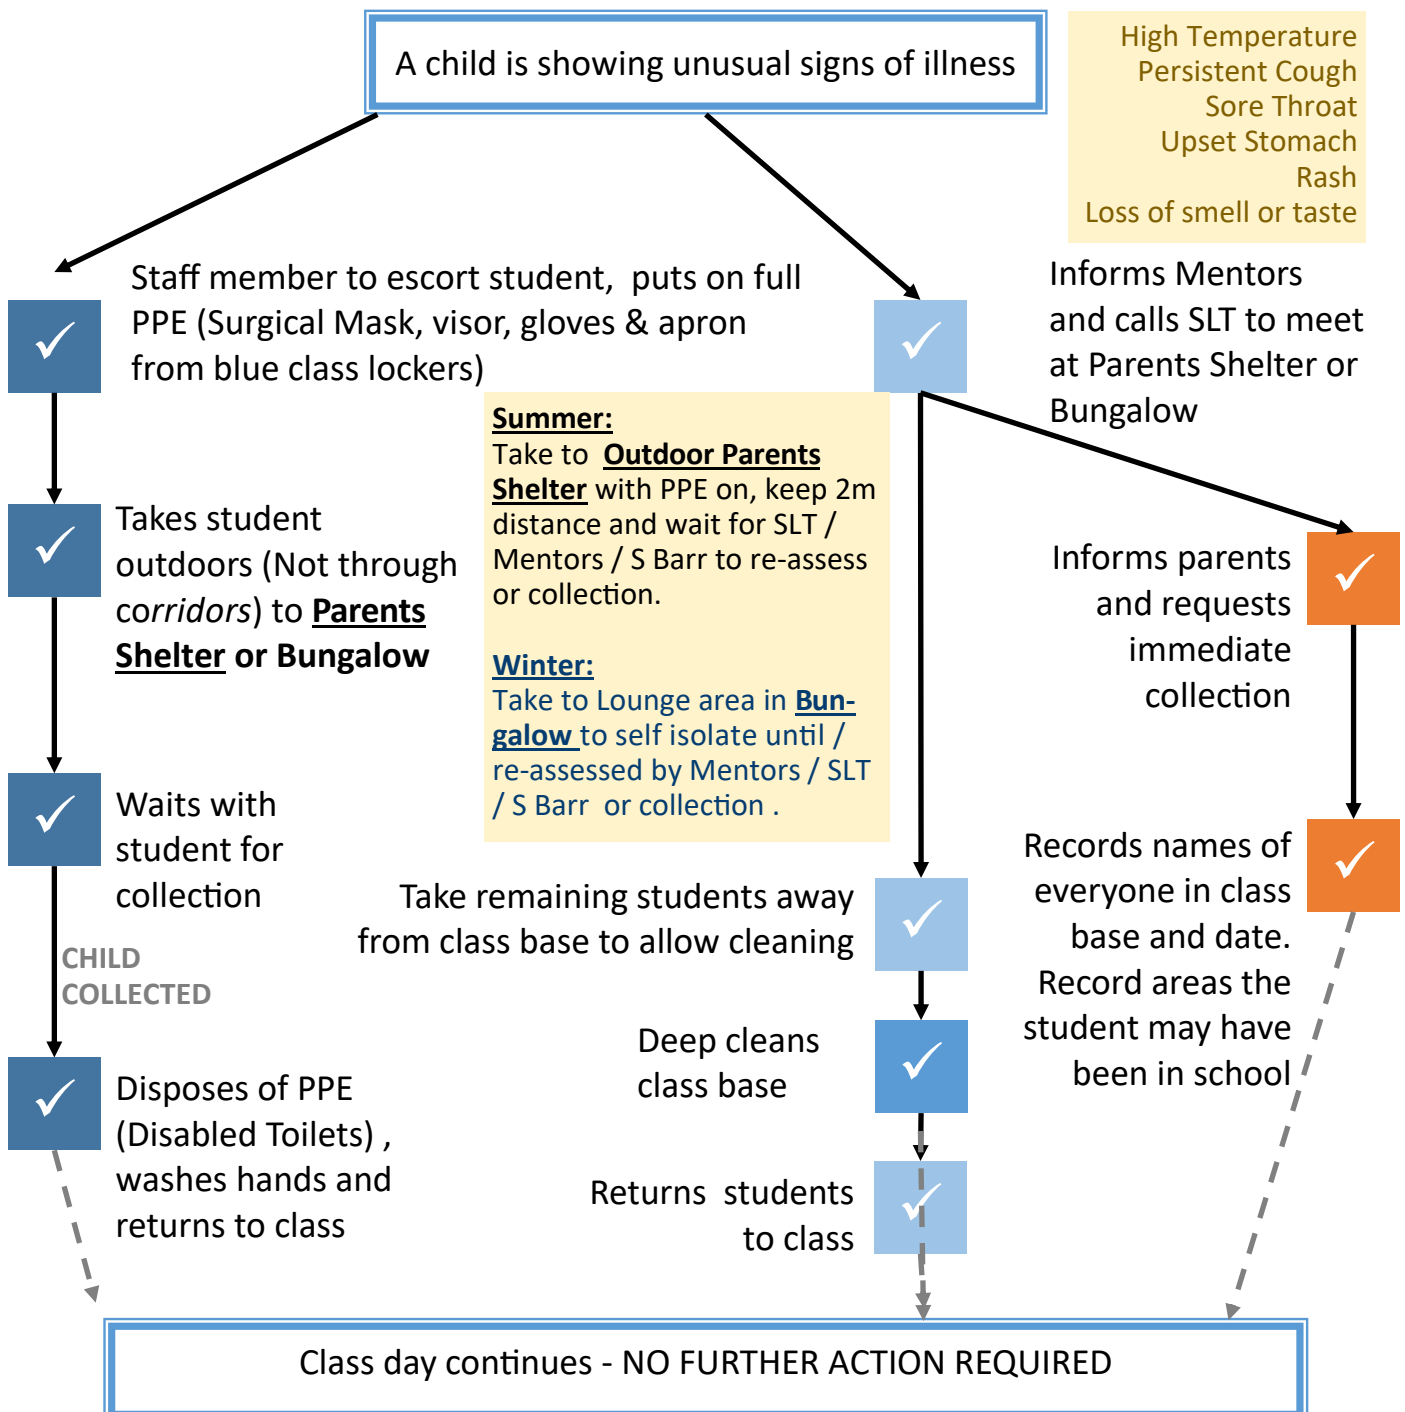 A child is showing unusual signs of illness
High Temperature
Persistent Cough
Sore Throat
Upset Stomach
Rash
Loss of smell or taste
Staff member to escort student, puts on full
PPE (Surgical Mask, visor, gloves & apron
from blue class lockers)
Informs Mentors
and calls SLT to meet
at Parents Shelter or
Bungalow
Summer:
Take to Outdoor Parents
Shelter with PPE on, keep 2m
distance and wait for SLT /
Mentors / S Barr to re-assess
or collection.
Winter:
Take to Lounge area in Bun-
galow to self isolate until /
re-assessed by Mentors / SLT
/ S Barr or collection .
Takes student
outdoors (Not through
corridors) to Parents
Shelter or Bungalow
Informs parents
and requests
immediate
collection
Waits with
student for
collection
Records names of
everyone in class
base and date.
Record areas the
student may have
been in school
Take remaining students away
from class base to allow cleaning
CHILD
COLLECTED
Deep cleans
class base
Disposes of PPE
(Disabled Toilets) ,
washes hands and
returns to class
Returns students
to class
Class day continues - NO FURTHER ACTION REQUIRED